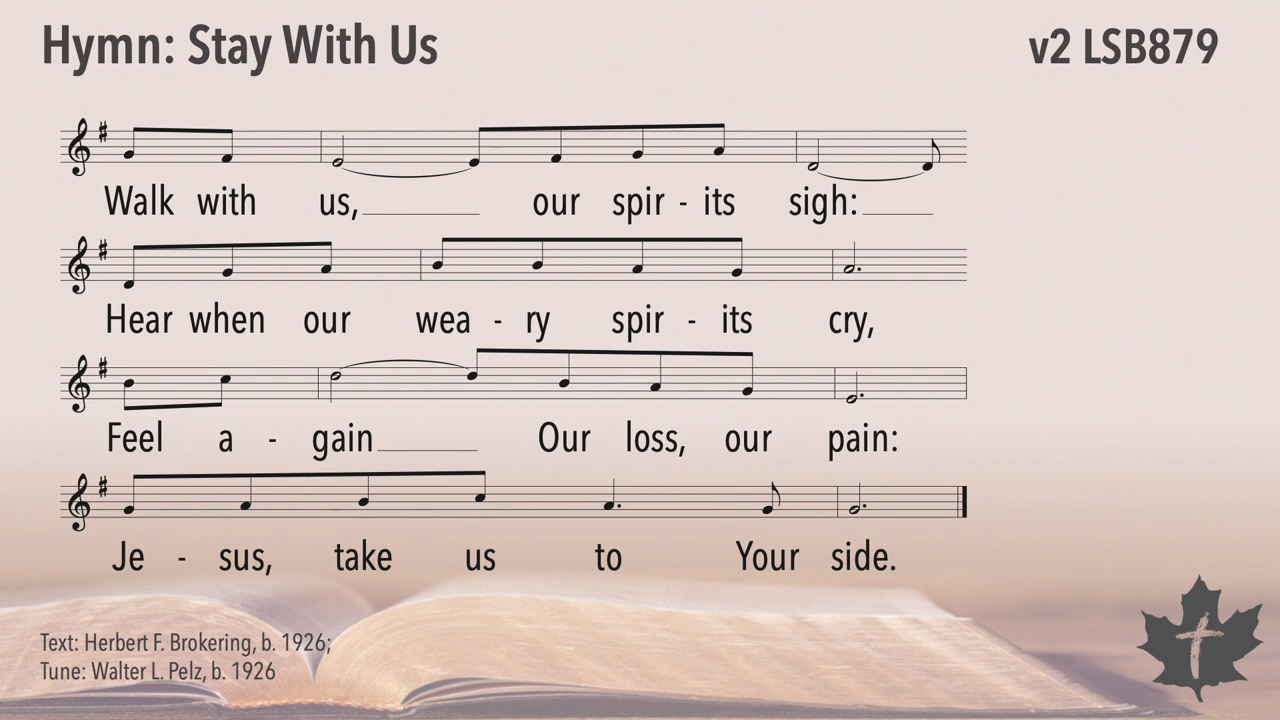 Hymn: Stay With Us
v2 LSB879
Walk with us, our spir - its sigh:
Hear when our wea - ry spir - its cry,
Feel a - gain Our loss, our pain:
Je - sus, take us to Your side.
Text: Herbert F. Brokering, b. 1926;
Tune: Walter L. Pelz, b. 1926